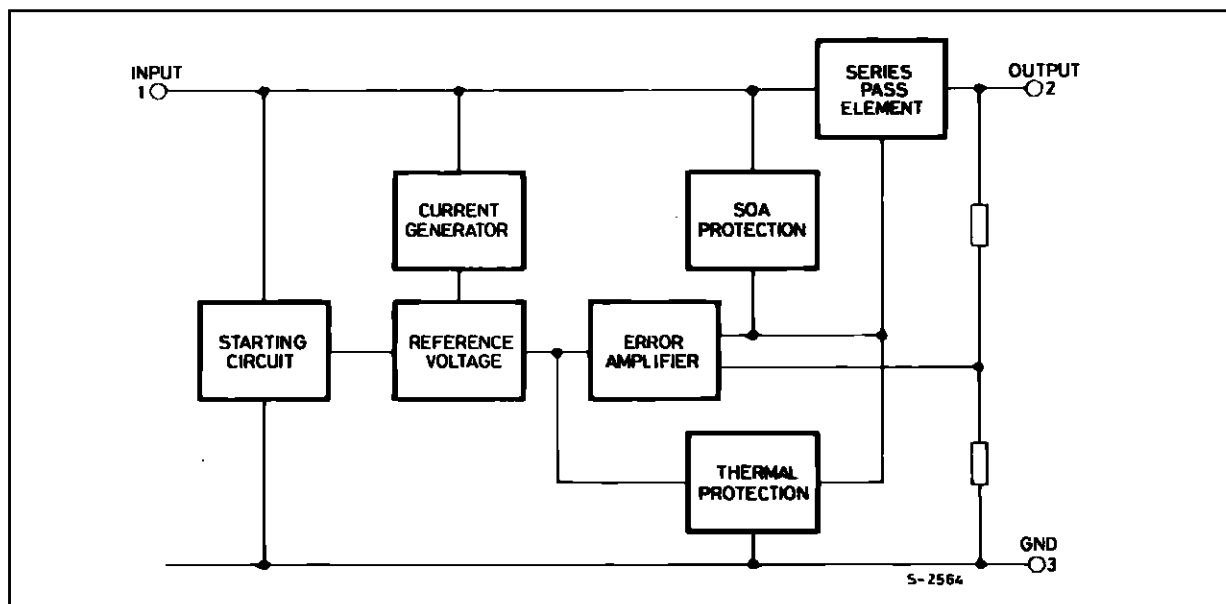 INPUT
1
SERIES
PASS
ELEMENT
OUTPUT
2
CURRENT
GENERATOR
SOA
PROTECTION
STARTING
CIRCUIT
REFERENCE
VOLTAGE
ERROR
AMPLIFIER
THERMAL
PROTECTION
GND
3
S-2564